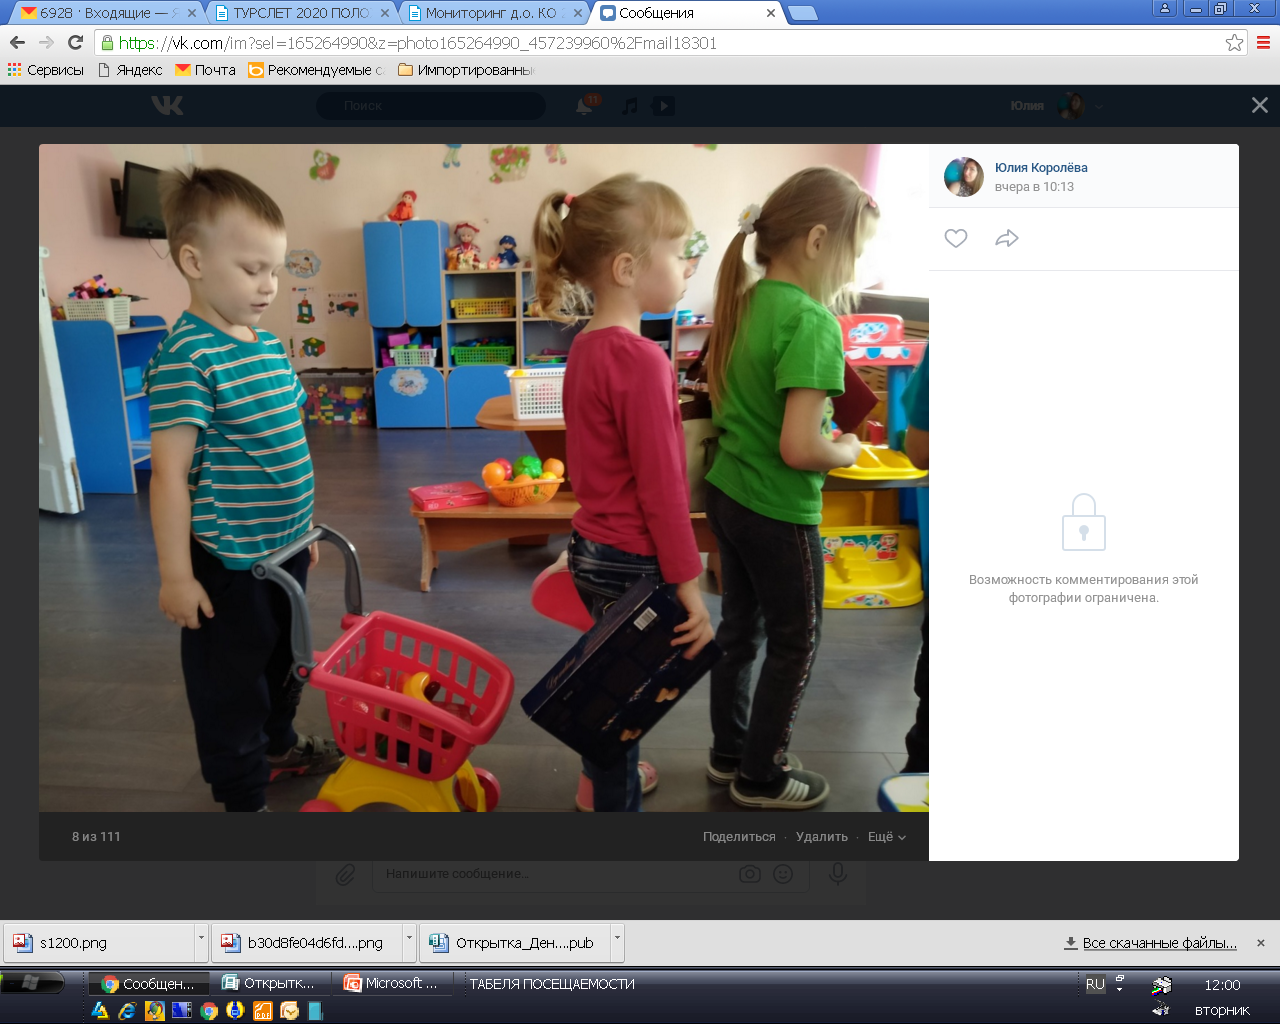 6928 · Входящие — Я
ТУРСЛЕТ 2020 ПОЛО
Мониторинг д.о. КО
Сообщения
https://vk.com/im?sel=165264990&z=photo165264990_457239960%2Fmail18301
Сервисы
Яндекс
Почта
Рекомендуемые с
Импортированны
Поиск
11
Юлия
Юлия Королёва
вчера в 10:13
Возможность комментирования этой
фотографии ограничена.
8 из 111
Поделиться · Удалить · Ещё
Напишите сообщение...
s1200.png
b30d8fe04d6fd....png
Открытка_Ден....pub
Все скачанные файлы...
Сообщен...
Открытк...
Microsoft ...
ТАБЕЛЯ ПОСЕЩАЕМОСТИ
RU
12:00
вторник